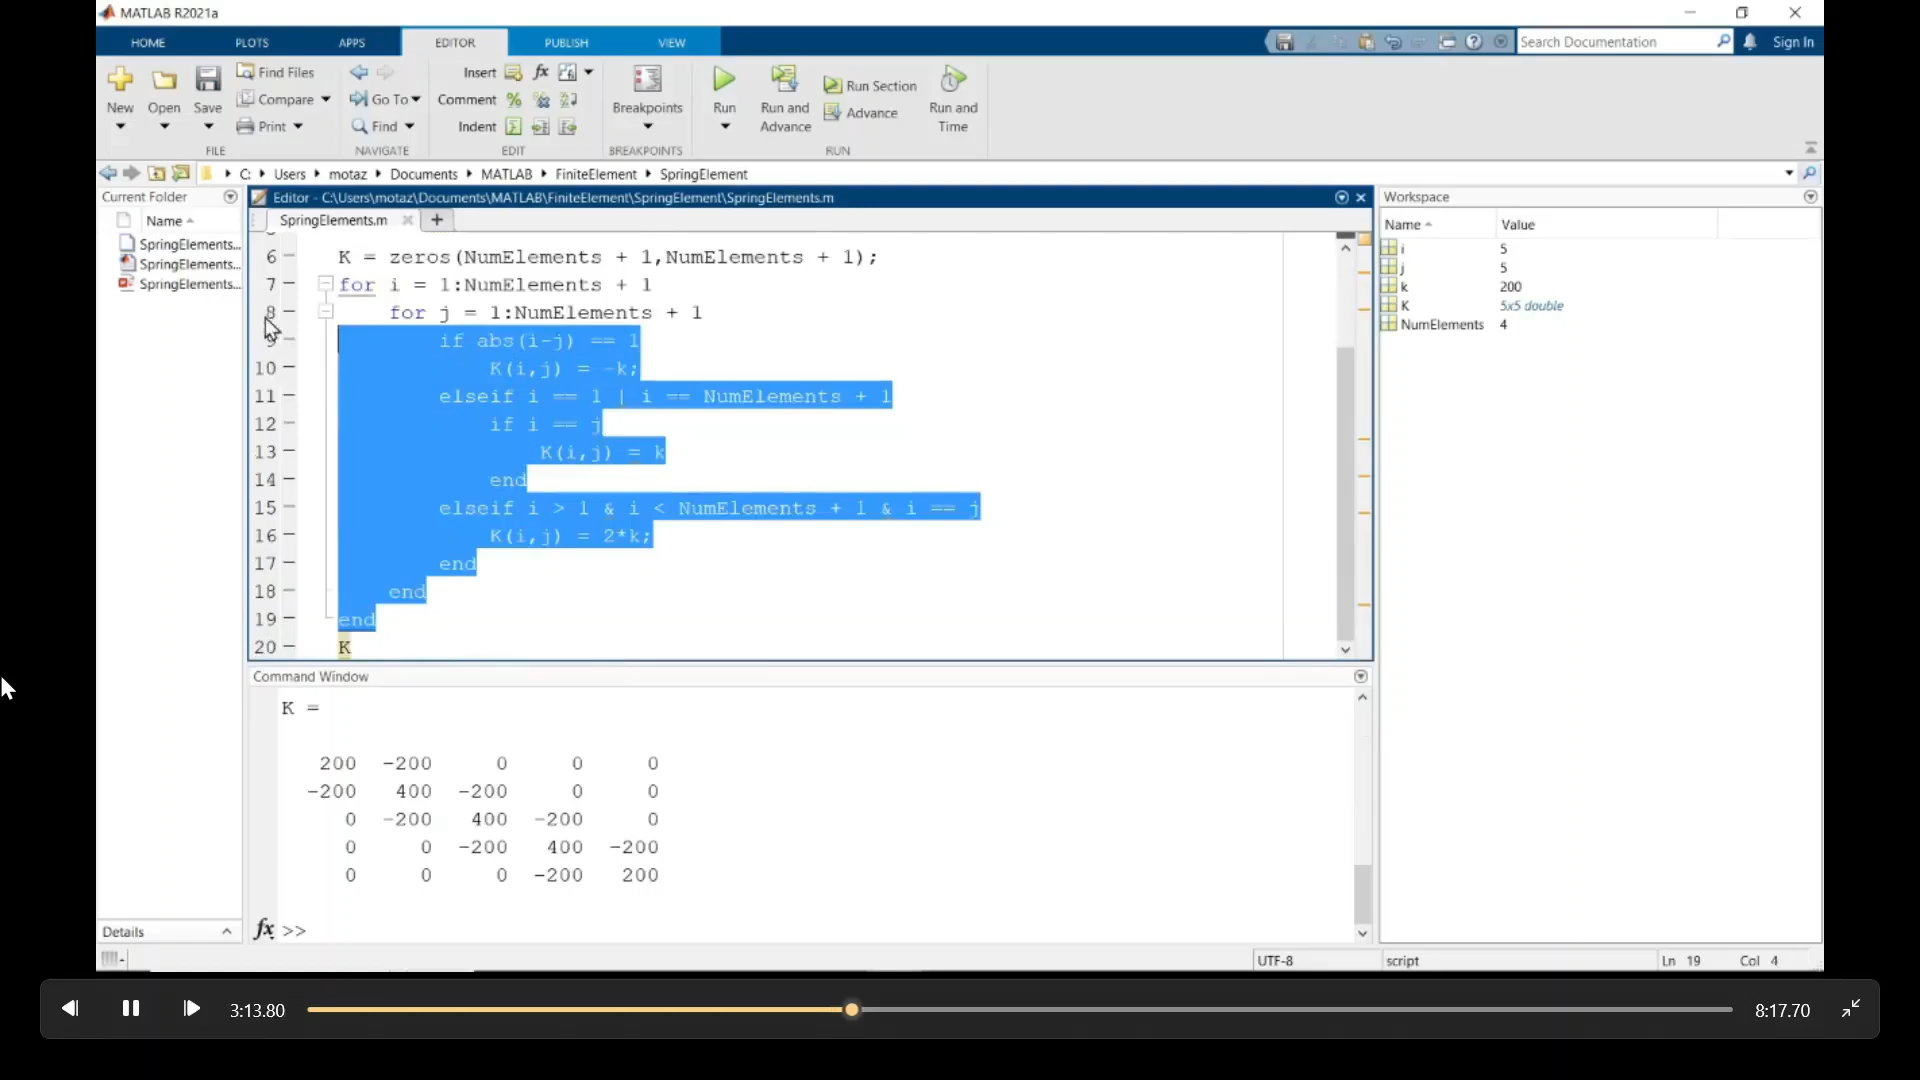 MATLAB R2021a
HOME PLOTS APPS EDITOR PUBLISH VIEW
Search Documentation
Sign In
New Open Save
Find Files
Compare
Print
FILE
Go To
Find
NAVIGATE
Insert fx
Comment %
Indent
EDIT
Breakpoints
BREAKPOINTS
Run
Run and Advance
Run Section
Advance
Run and Time
RUN
C: Users motaz Documents MATLAB FiniteElement SpringElement
Current Folder
Name
SpringElements...
SpringElements...
SpringElements...
Details
Editor - C:\Users\motaz\Documents\MATLAB\FiniteElement\SpringElement\SpringElements.m
SpringElements.m +
6 K = zeros(NumElements + 1,NumElements + 1);
7 for i = 1:NumElements + 1
8 for j = 1:NumElements + 1
9 if abs(i-j) == 1
10 K(i,j) = -k;
11 elseif i == 1 | i == NumElements + 1
12 if i == j
13 K(i,j) = k
14 end
15 elseif i > 1 & i < NumElements + 1 & i == j
16 K(i,j) = 2*k;
17 end
18 end
19 end
20 K
Command Window
K =
200 -200 0 0 0
-200 400 -200 0 0
0 -200 400 -200 0
0 0 -200 400 -200
0 0 0 -200 200
fx >>
Workspace
Name Value
i 5
j 5
k 200
K 5x5 double
NumElements 4
UTF-8 script Ln 19 Col 4
3:13.80 8:17.70